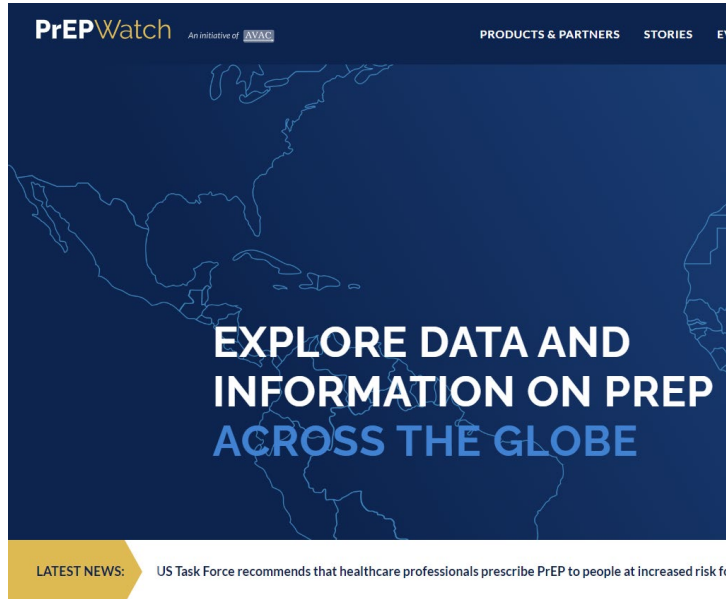 PrEPWatch An initiative of AVAC
PRODUCTS & PARTNERS STORIES
EXPLORE DATA AND
INFORMATION ON PREP
ACROSS THE GLOBE
LATEST NEWS: US Task Force recommends that healthcare professionals prescribe PrEP to people at increased risk